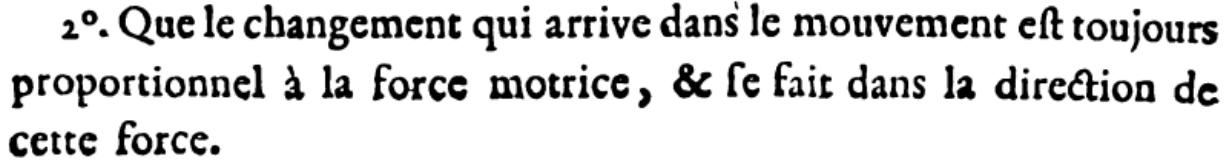 2°. Que le changement qui arrive dans le mouvement eſt toujours
proportionnel à la force motrice, & ſe fait dans la direction de
cette force.